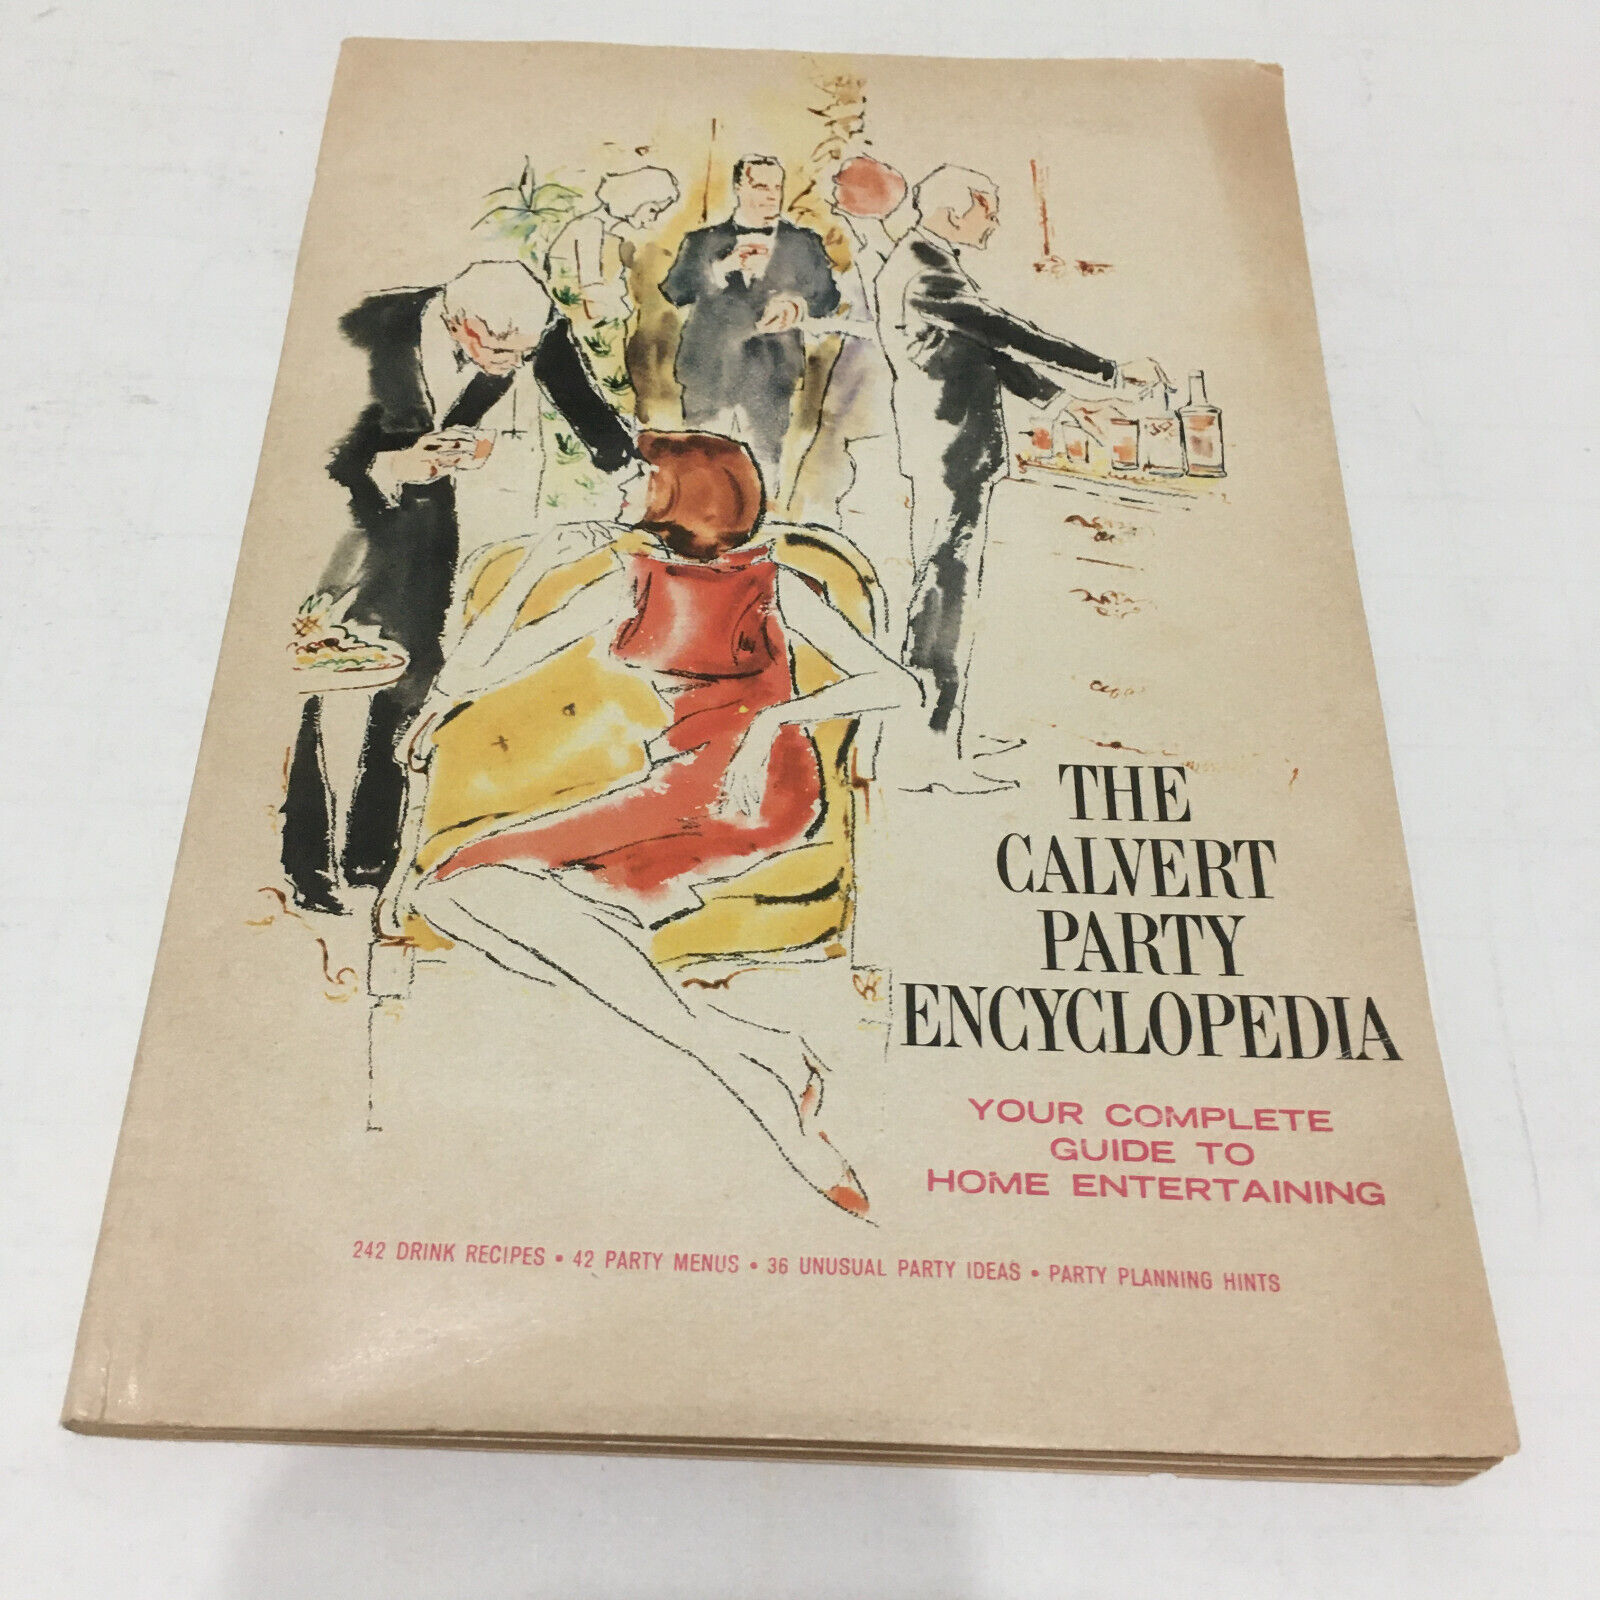 THE
CALVERT
PARTY
ENCYCLOPEDIA
YOUR COMPLETE
GUIDE TO
HOME ENTERTAINING
242 DRINK RECIPES • 42 PARTY MENUS • 36 UNUSUAL PARTY IDEAS • PARTY PLANNING HINTS